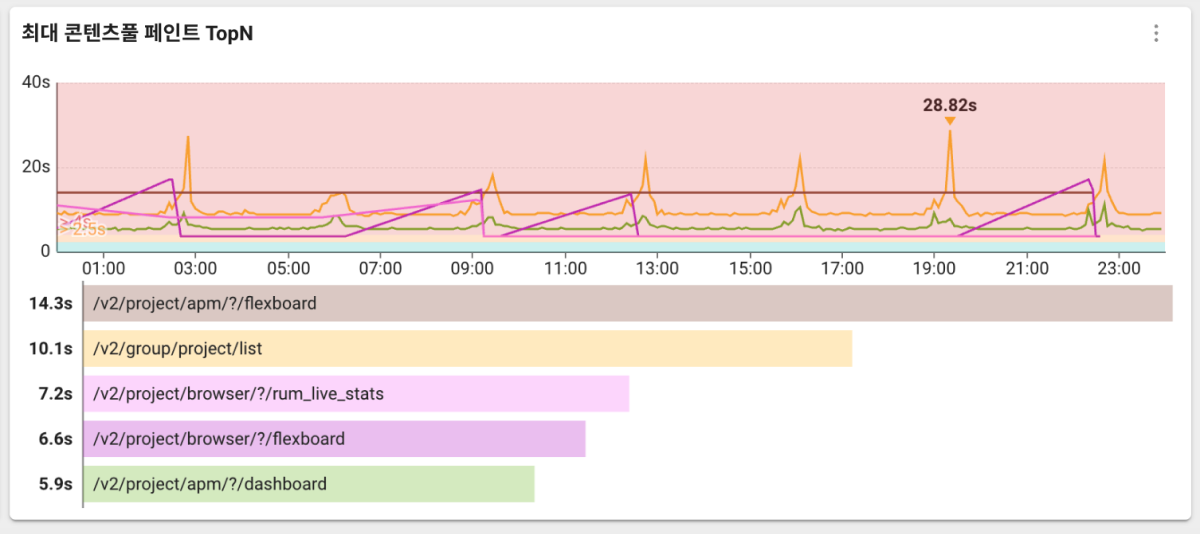 최대 콘텐츠풀 페인트 TopN
40s
28.82s
20s
>4s
>2.5s
0
01:00 03:00 05:00 07:00 09:00 11:00 13:00 15:00 17:00 19:00 21:00 23:00
14.3s /v2/project/apm/?/flexboard
10.1s /v2/group/project/list
7.2s /v2/project/browser/?/rum_live_stats
6.6s /v2/project/browser/?/flexboard
5.9s /v2/project/apm/?/dashboard